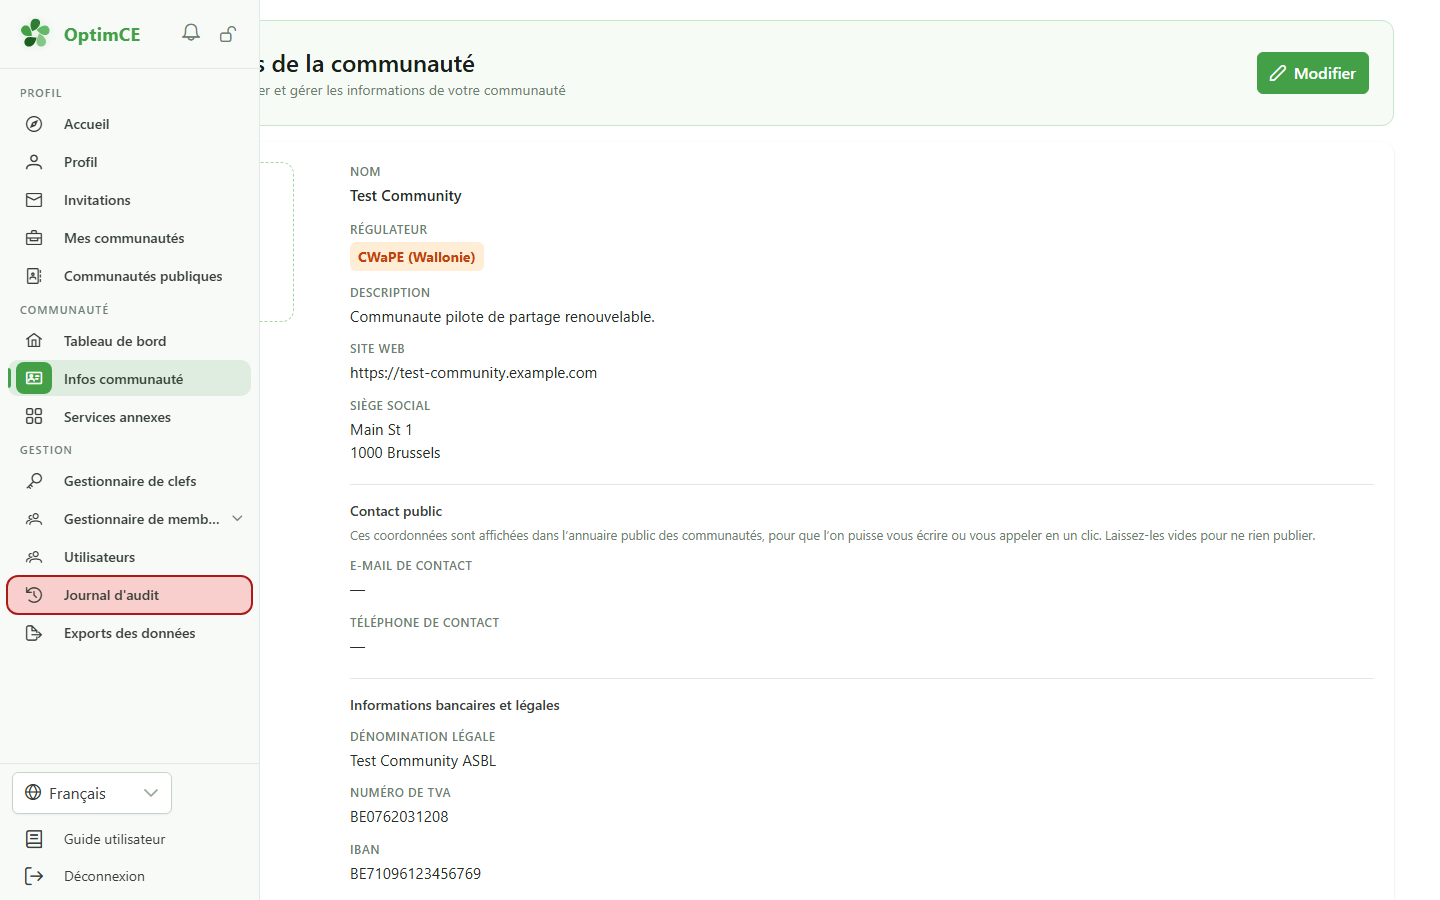 OptimCE
PROFIL
Accueil
Profil
Invitations
Mes communautés
Communautés publiques
COMMUNAUTÉ
Tableau de bord
Infos communauté
Services annexes
GESTION
Gestionnaire de clefs
Gestionnaire de memb...
Utilisateurs
Journal d'audit
Exports des données
Français
Guide utilisateur
Déconnexion
de la communauté
et gérer les informations de votre communauté
Modifier
NOM
Test Community
RÉGULATEUR
CWaPE (Wallonie)
DESCRIPTION
Communaute pilote de partage renouvelable.
SITE WEB
https://test-community.example.com
SIÈGE SOCIAL
Main St 1
1000 Brussels
Contact public
Ces coordonnées sont affichées dans l’annuaire public des communautés, pour que l’on puisse vous écrire ou vous appeler en un clic. Laissez-les vides pour ne rien publier.
E-MAIL DE CONTACT
—
TÉLÉPHONE DE CONTACT
—
Informations bancaires et légales
DÉNOMINATION LÉGALE
Test Community ASBL
NUMÉRO DE TVA
BE0762031208
IBAN
BE71096123456769